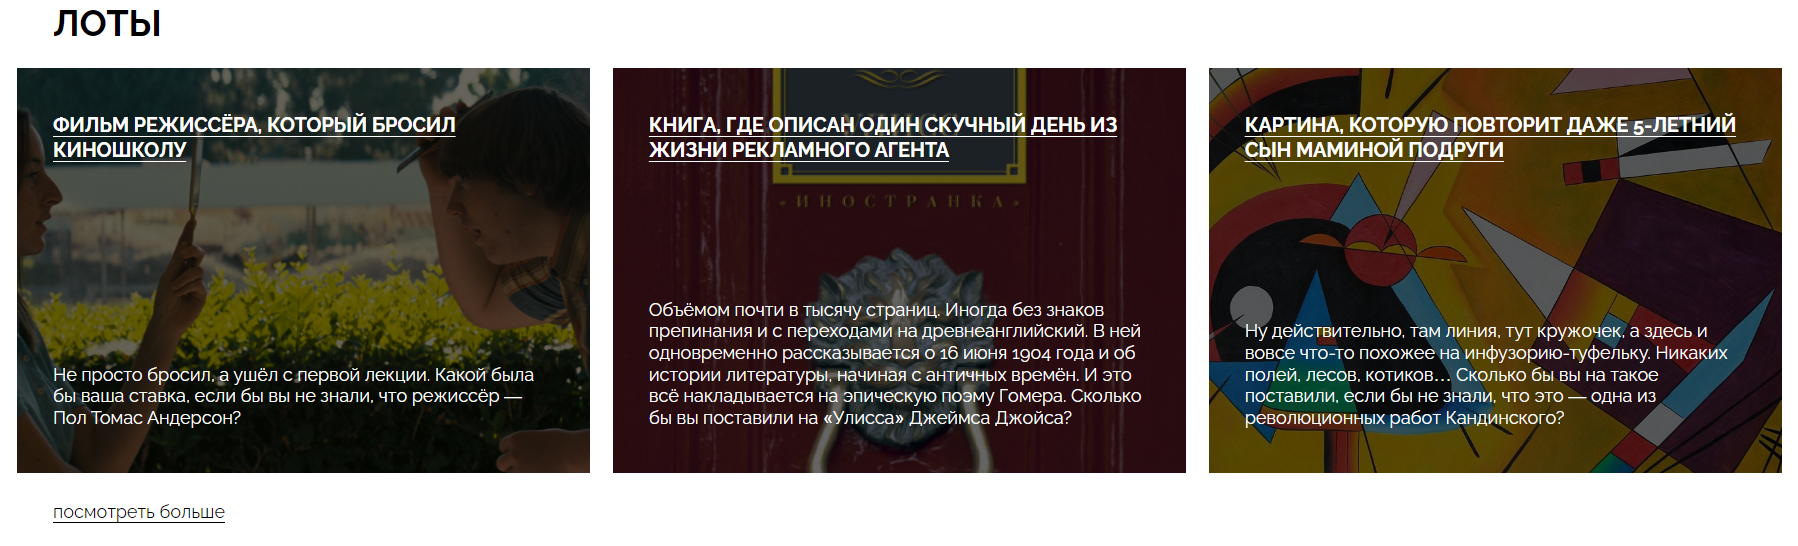 ЛОТЫ
ФИЛЬМ РЕЖИССЁРА, КОТОРЫЙ БРОСИЛ
КИНОШКОЛУ
Не просто бросил, а ушёл с первой лекции. Какой была
бы ваша ставка, если бы вы не знали, что режиссёр —
Пол Томас Андерсон?
КНИГА, ГДЕ ОПИСАН ОДИН СКУЧНЫЙ ДЕНЬ ИЗ
ЖИЗНИ РЕКЛАМНОГО АГЕНТА
•ИНОСТРАНКА•
Объёмом почти в тысячу страниц. Иногда без знаков
препинания и с переходами на древнеанглийский. В ней
одновременно рассказывается о 16 июня 1904 года и об
истории литературы, начиная с античных времён. И это
всё накладывается на эпическую поэму Гомера. Сколько
бы вы поставили на «Улисса» Джеймса Джойса?
КАРТИНА, КОТОРУЮ ПОВТОРИТ ДАЖЕ 5-ЛЕТНИЙ
СЫН МАМИНОЙ ПОДРУГИ
Ну действительно, там линия, тут кружочек, а здесь и
вовсе что-то похожее на инфузорию-туфельку. Никаких
полей, лесов, котиков… Сколько бы вы на такое
поставили, если бы не знали, что это — одна из
революционных работ Кандинского?
посмотреть больше